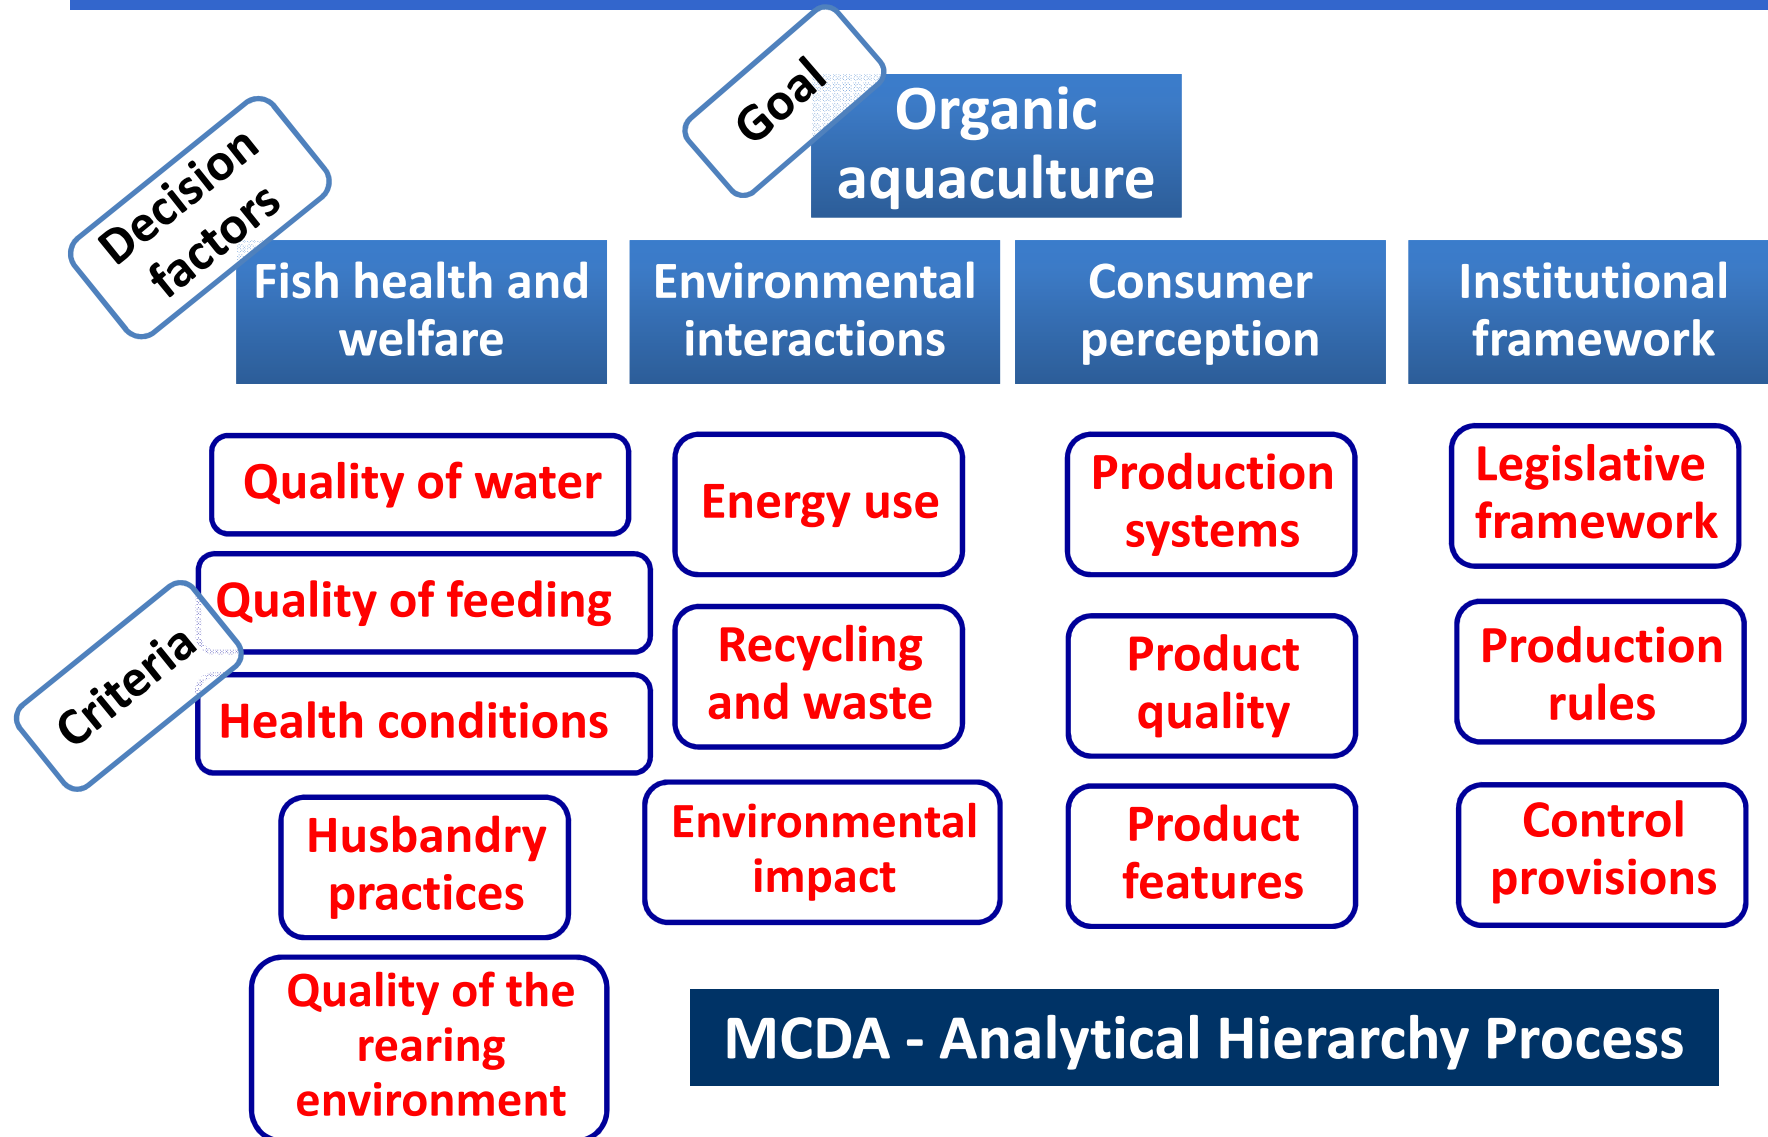 Goal
Organic
aquaculture
Decision
factors
Fish health and
welfare
Environmental
interactions
Consumer
perception
Institutional
framework
Criteria
Quality of water
Quality of feeding
Health conditions
Husbandry
practices
Quality of the
rearing
environment
Energy use
Recycling
and waste
Environmental
impact
Production
systems
Product
quality
Product
features
Legislative
framework
Production
rules
Control
provisions
MCDA - Analytical Hierarchy Process